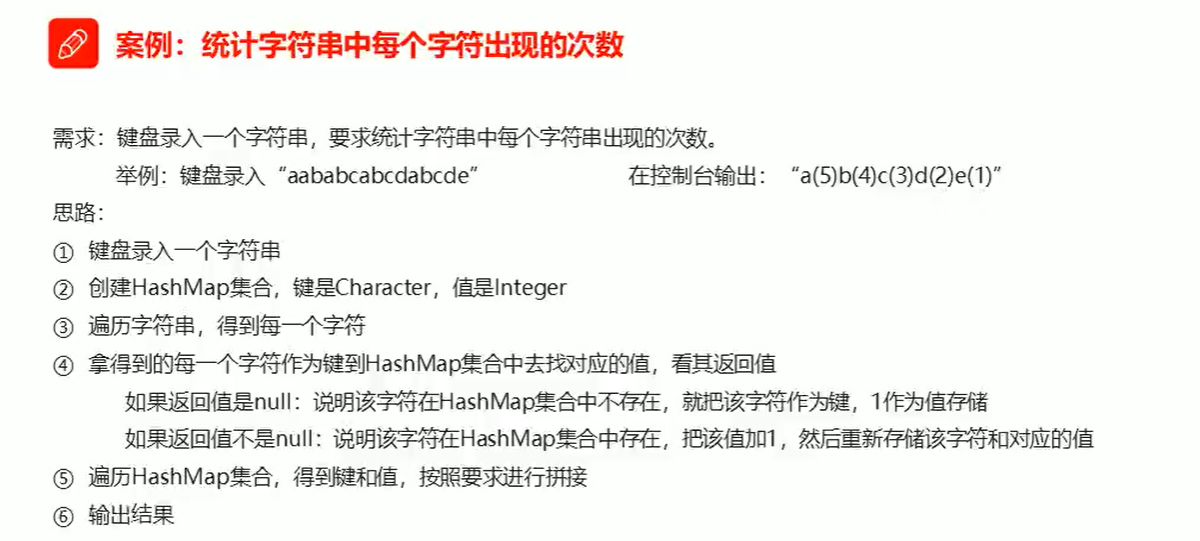 案例：统计字符串中每个字符出现的次数
需求：键盘录入一个字符串，要求统计字符串中每个字符串出现的次数。
举例：键盘录入“aababcabcdabcde” 在控制台输出：“a(5)b(4)c(3)d(2)e(1)”
思路：
① 键盘录入一个字符串
② 创建HashMap集合，键是Character，值是Integer
③ 遍历字符串，得到每一个字符
④ 拿得到的每一个字符作为键到HashMap集合中去找对应的值，看其返回值
如果返回值是null：说明该字符在HashMap集合中不存在，就把该字符作为键，1作为值存储
如果返回值不是null：说明该字符在HashMap集合中存在，把该值加1，然后重新存储该字符和对应的值
⑤ 遍历HashMap集合，得到键和值，按照要求进行拼接
⑥ 输出结果